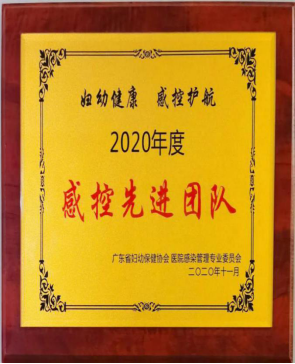 妇幼健康 感控护航
2020年度
感控先进团队
广东省妇幼保健协会 医院感染管理专业委员会
二〇二〇年十一月